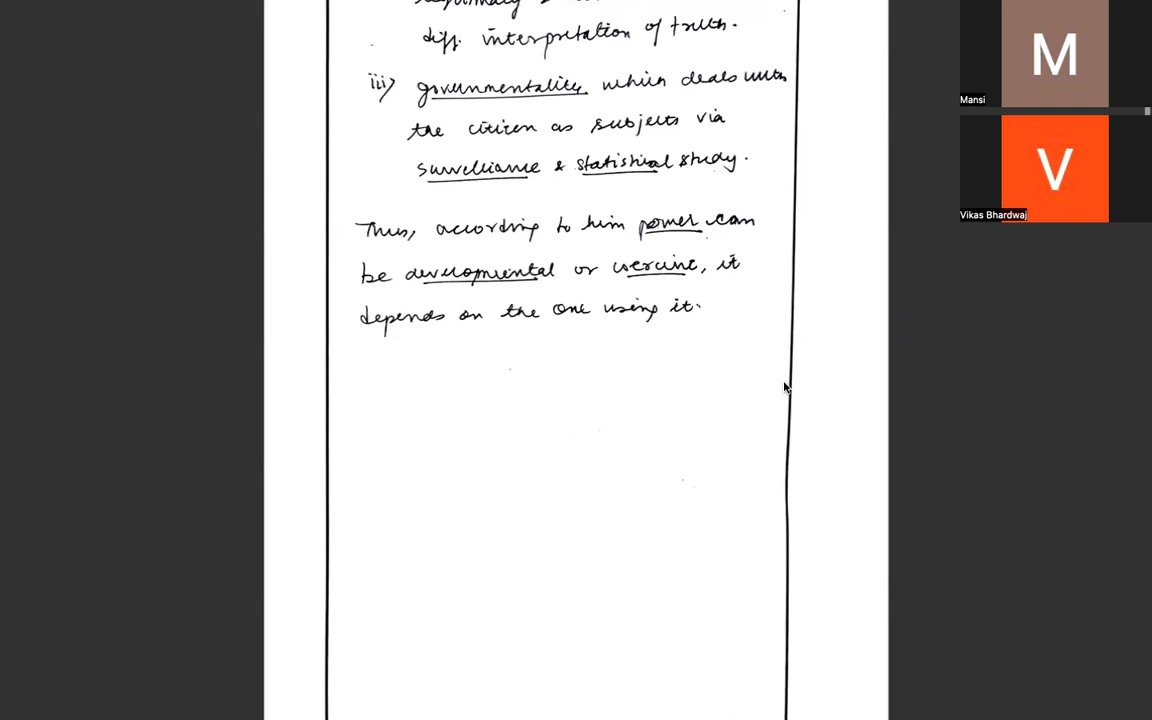 diff. interpretation of truth.
iii) governmentality which deals with
the citizen as subjects via
survelliance & statistical study.
Thus, according to him power can
be developmental or coercive, it
depends on the one using it.
M
Mansi
V
Vikas Bhardwaj